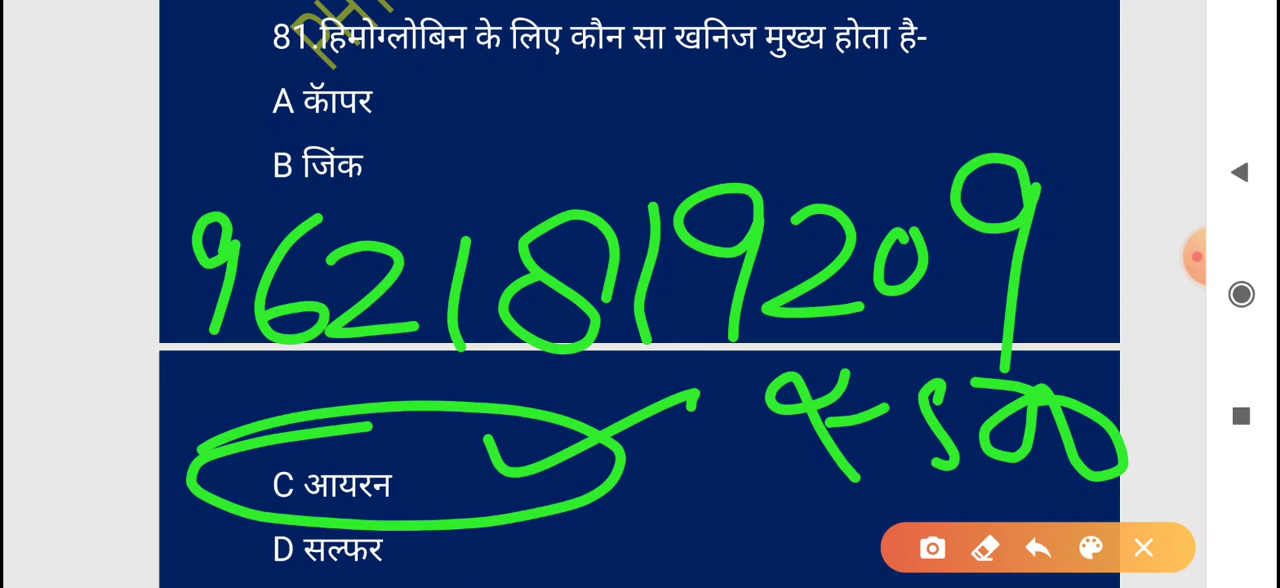 81.हिमोग्लोबिन के लिए कौन सा खनिज मुख्य होता है-
A कॅापर
B जिंक
9621819209
C आयरन
D सल्फर